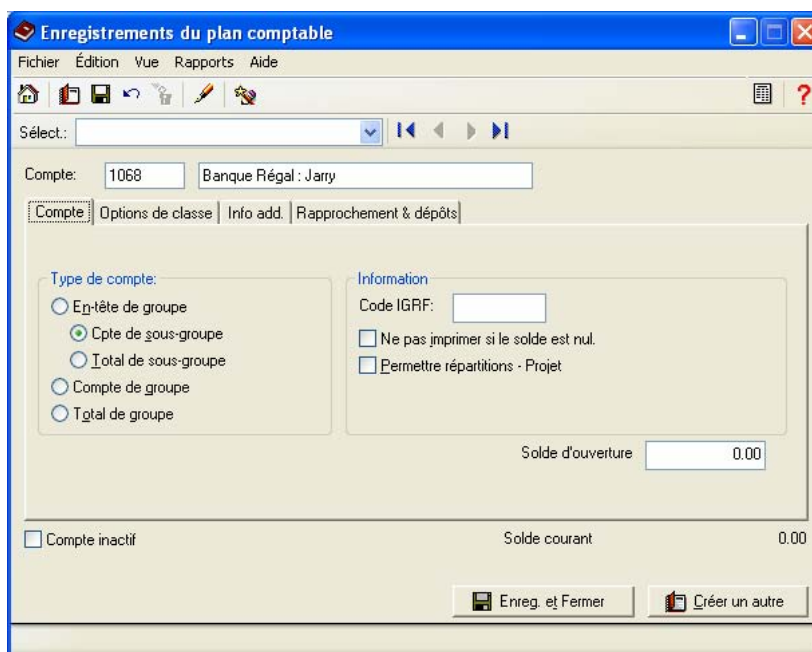 Enregistrements du plan comptable
Fichier Édition Vue Rapports Aide
Sélect.:
Compte: 1068 Banque Régal : Jarry
Compte Options de classe Info add. Rapprochement & dépôts
Type de compte: Information
En-tête de groupe Code IGRF:
Cpte de sous-groupe Ne pas imprimer si le solde est nul.
Total de sous-groupe Permettre répartitions - Projet
Compte de groupe
Total de groupe
Solde d'ouverture 0.00
Compte inactif Solde courant 0.00
Enreg. et Fermer Créer un autre